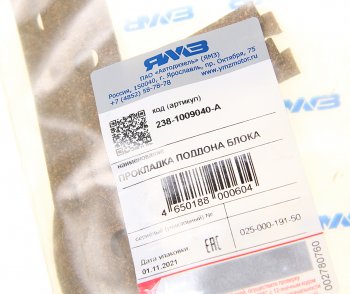 ЯМЗ
ПАО «Автодизель» (ЯМЗ)
Россия, 150040, г. Ярославль, пр. Октября, 75
+7 (4852) 58-78-78
www.ymzmotor.ru
код (артикул)
238-1009040-А
наименование
ПРОКЛАДКА ПОДДОНА БЛОКА
4 650188 000604
025-000-191-50
Дата упаковки
01.11.2021
ЕАС
002760760